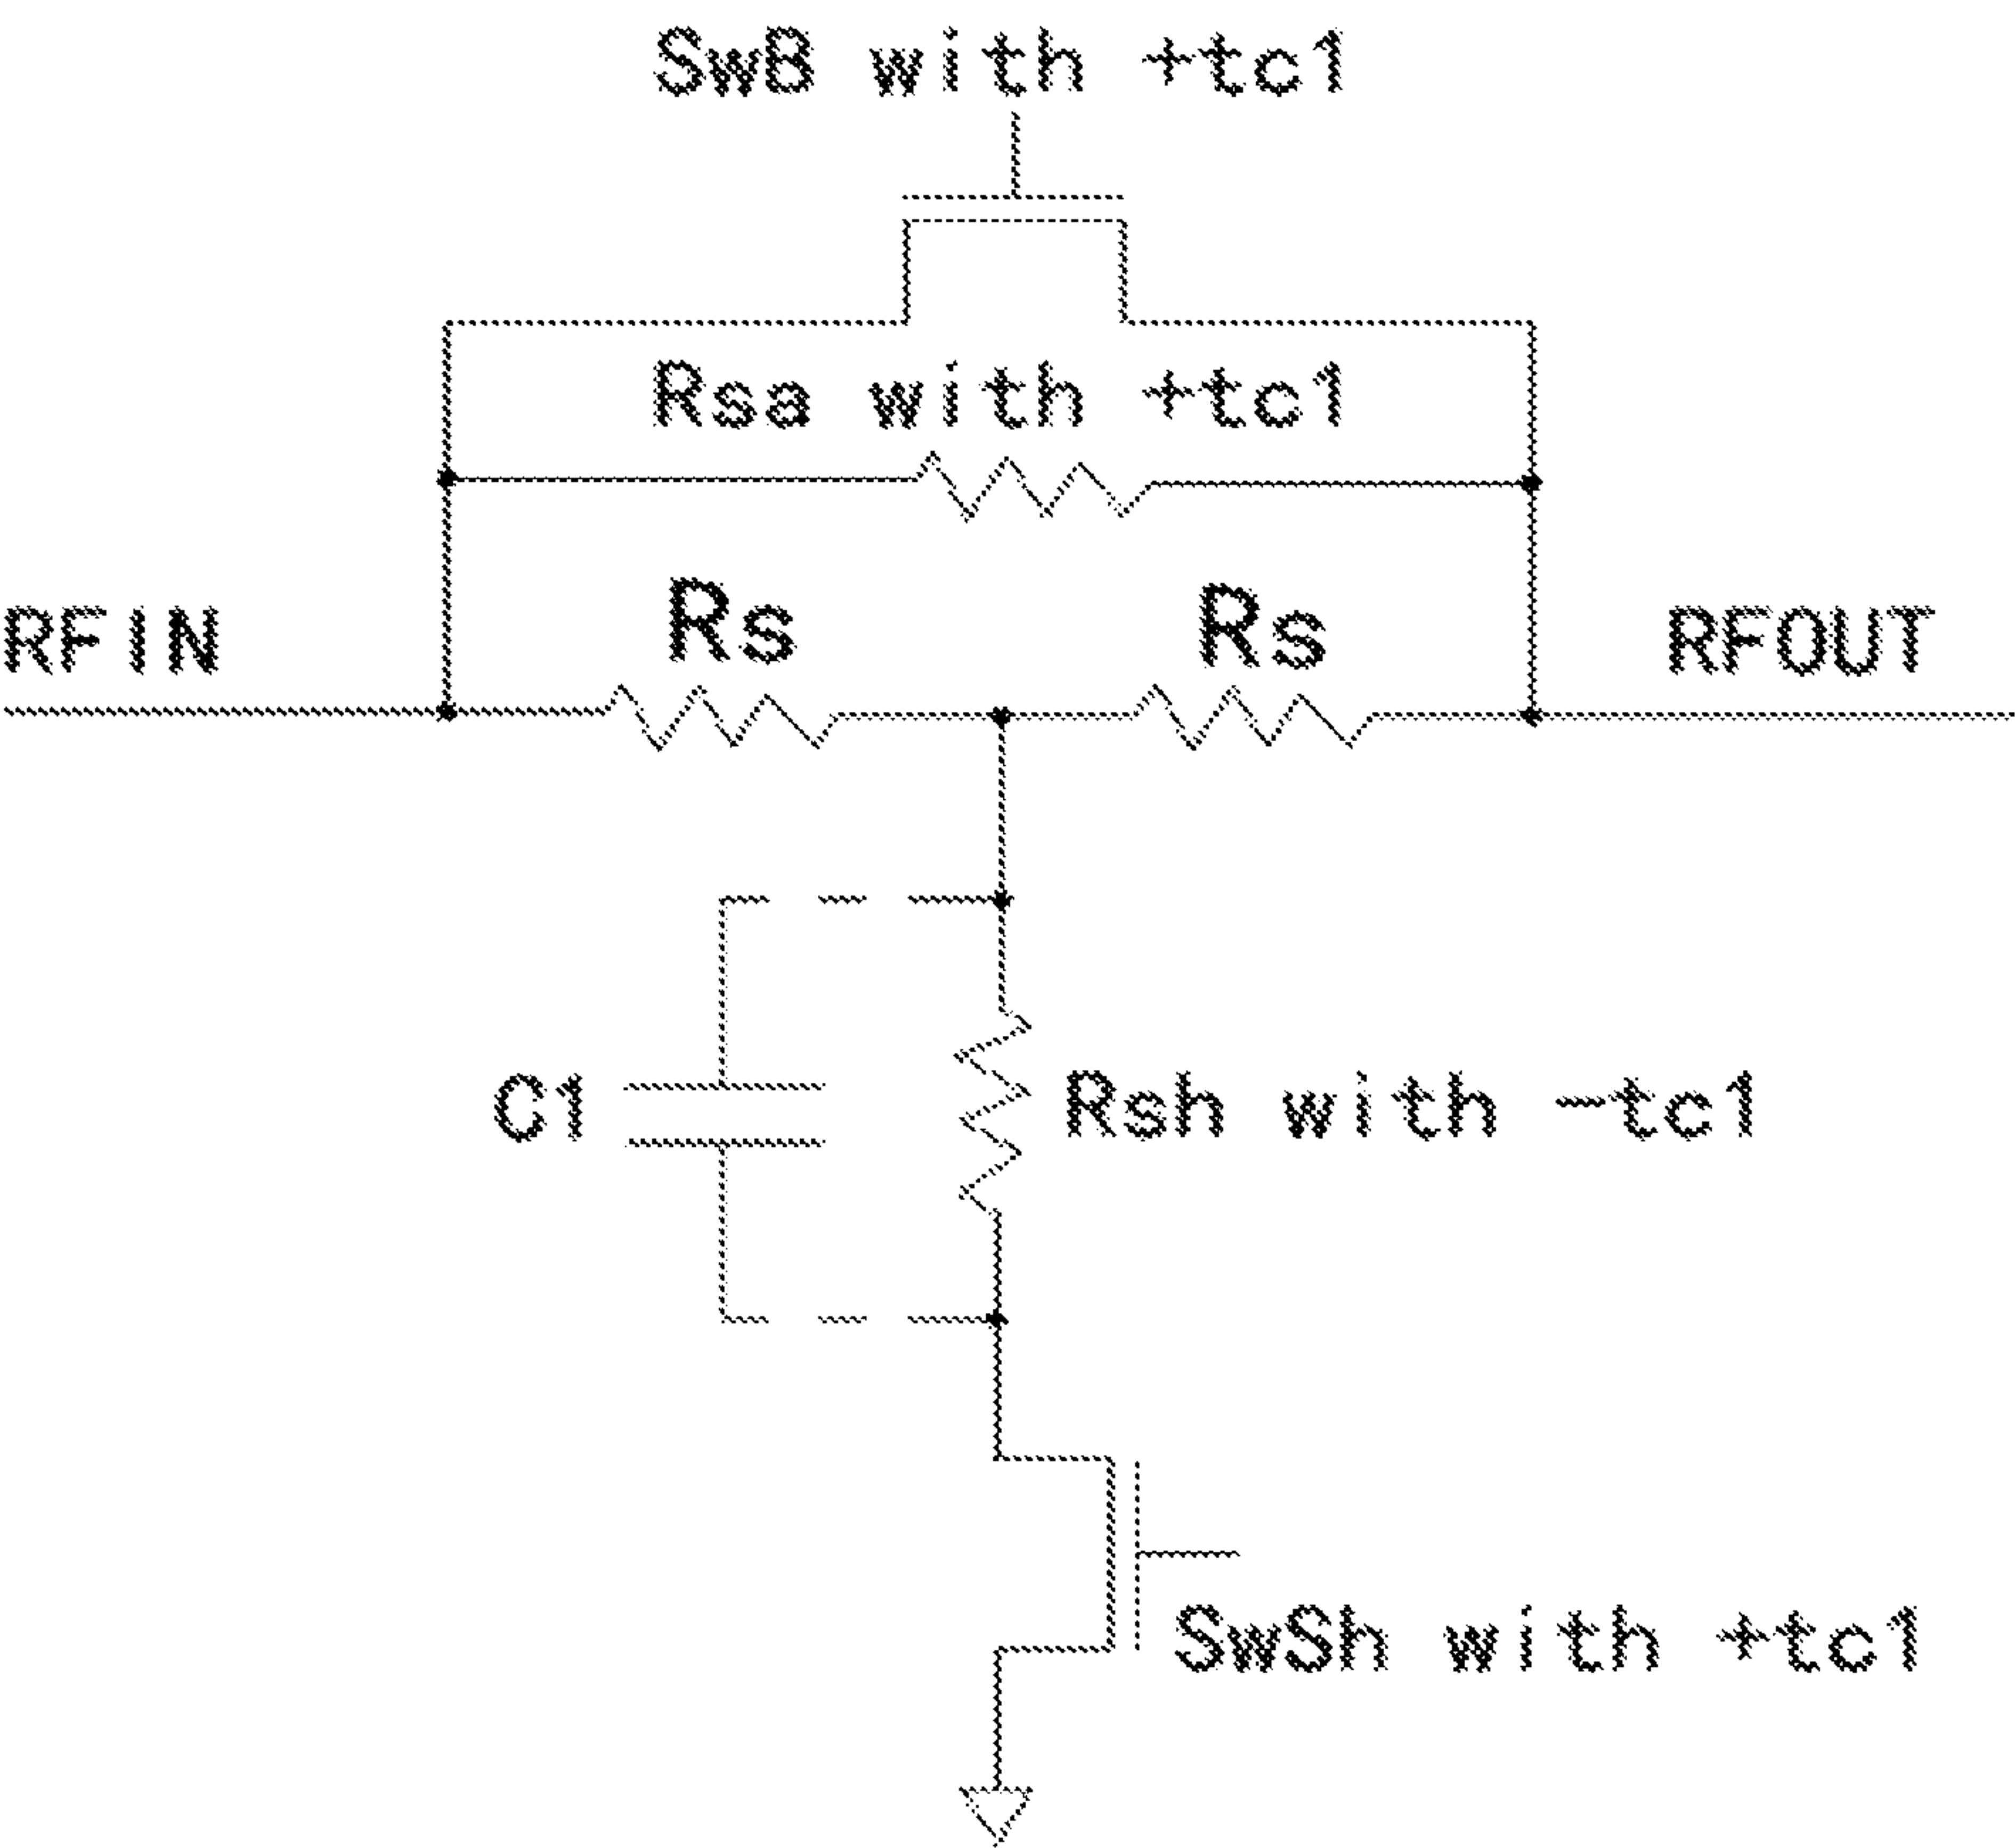 SwB with +tc1
Rsa with +tc1
Rs
Rs
RFIN
RFOUT
C1
Rsh with -tc1
SwSh with +tc1